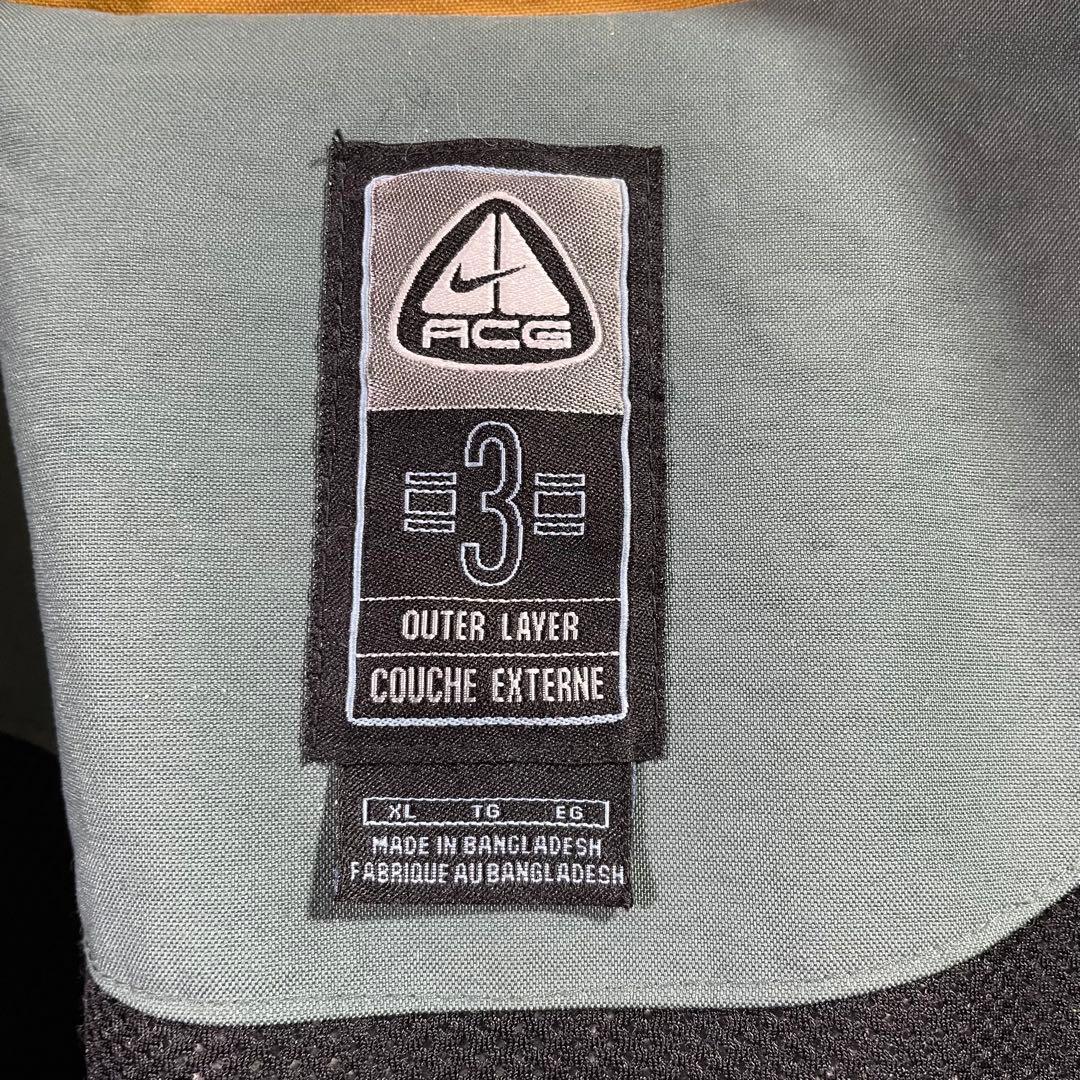 ACG
3
OUTER LAYER
COUCHE EXTERNE
XL TG EG
MADE IN BANGLADESH
FABRIQUE AU BANGLADESH